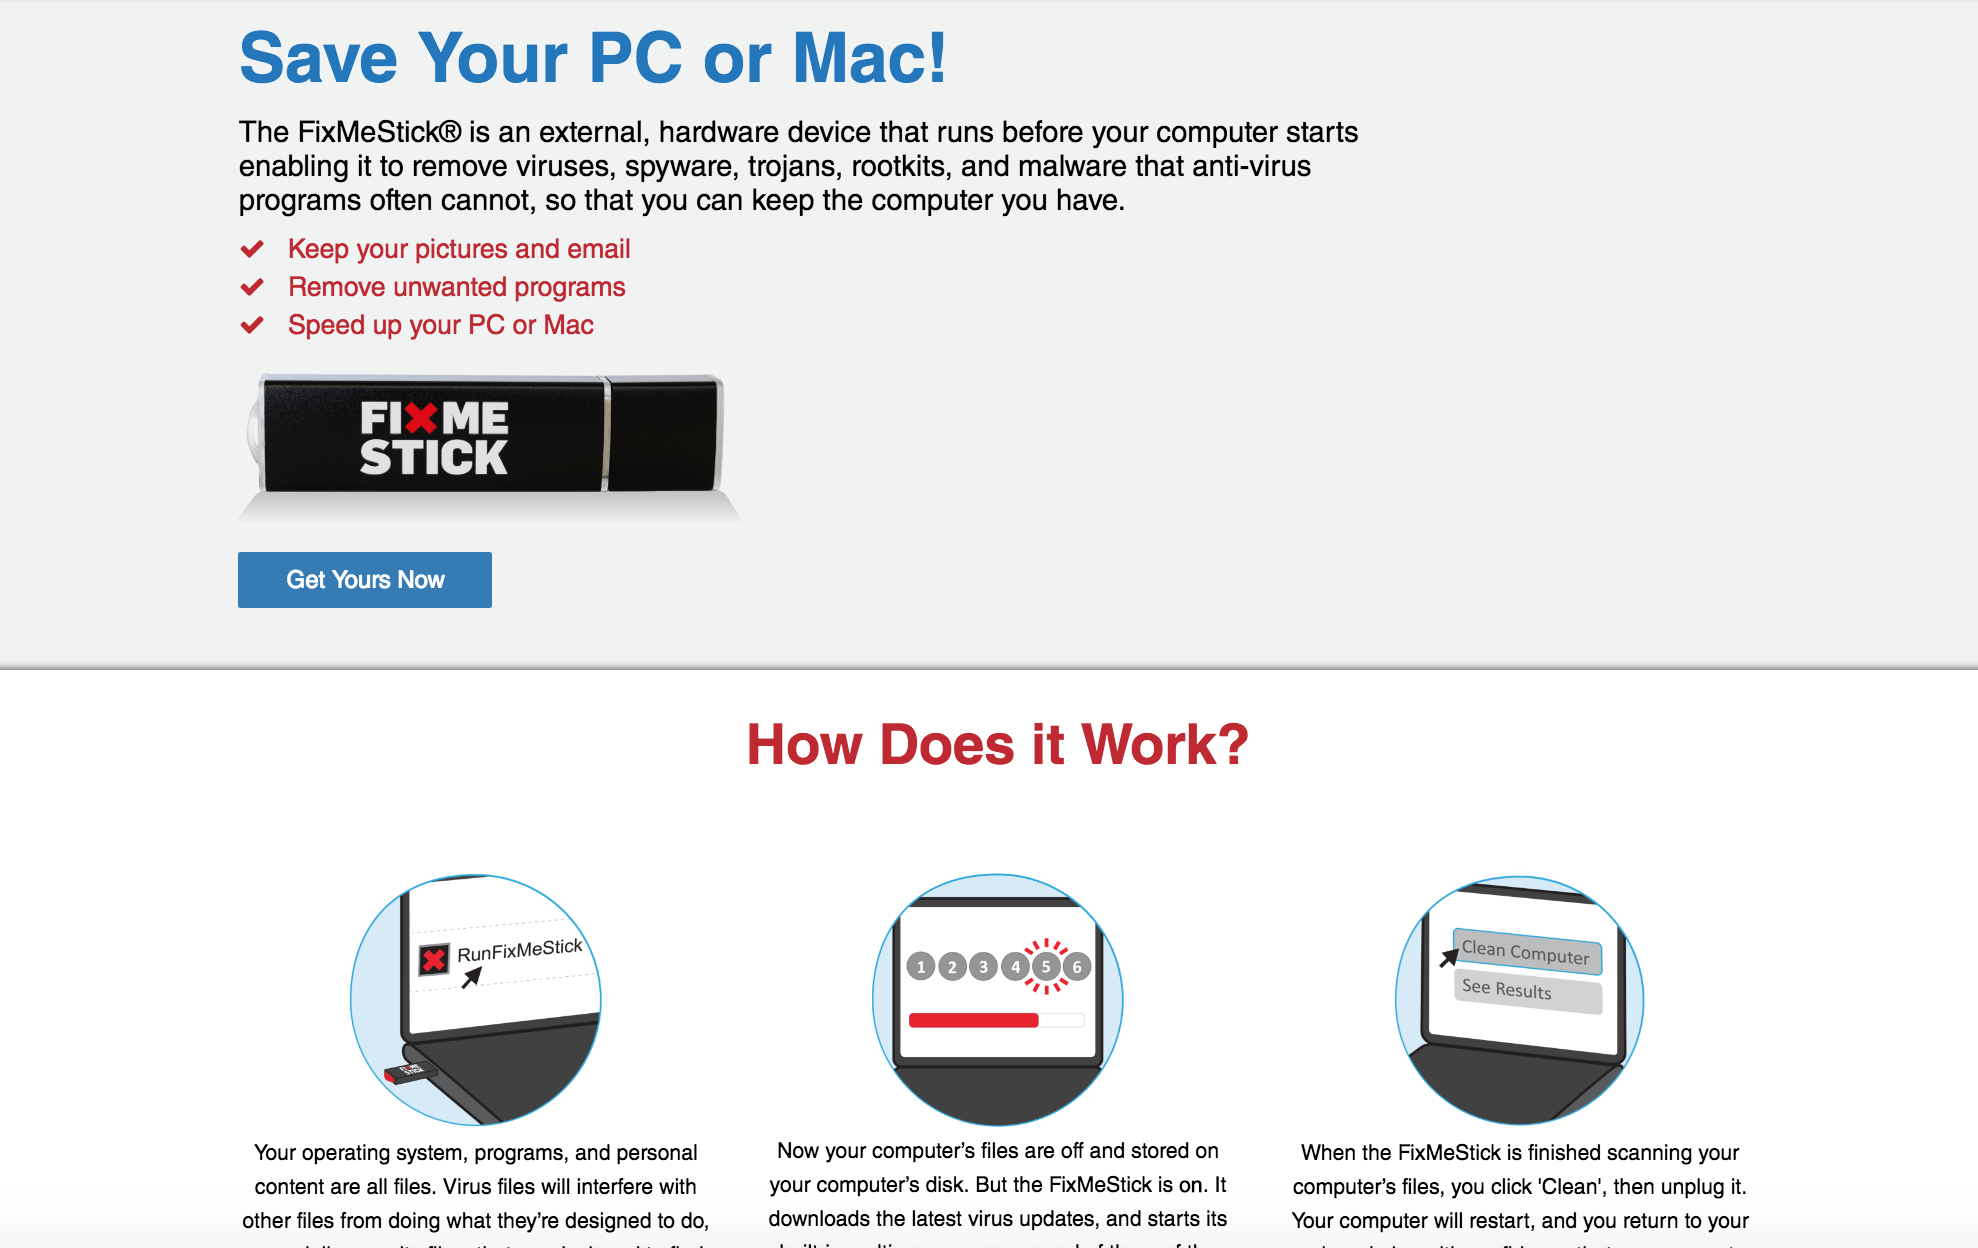 Save Your PC or Mac!
The FixMeStick® is an external, hardware device that runs before your computer starts
enabling it to remove viruses, spyware, trojans, rootkits, and malware that anti-virus
programs often cannot, so that you can keep the computer you have.
Keep your pictures and email
Remove unwanted programs
Speed up your PC or Mac
FIXME
STICK
Get Yours Now
How Does it Work?
RunFixMeStick
FIXME
STICK
Your operating system, programs, and personal
content are all files. Virus files will interfere with
other files from doing what they're designed to do,
1 2 3 4 5 6
Now your computer's files are off and stored on
your computer's disk. But the FixMeStick is on. It
downloads the latest virus updates, and starts its
Clean Computer
See Results
When the FixMeStick is finished scanning your
computer's files, you click 'Clean', then unplug it.
Your computer will restart, and you return to your